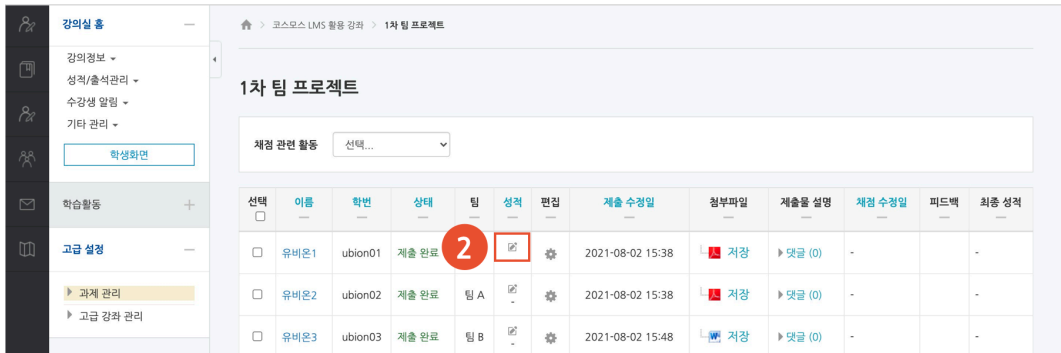 강의실 홈
강의정보
성적/출석관리
수강생 알림
기타 관리
학생화면
학습활동
고급 설정
과제 관리
고급 강좌 관리
코스모스 LMS 활용 강좌 > 1차 팀 프로젝트
1차 팀 프로젝트
채점 관련 활동 선택...
선택 이름 학번 상태 팀 성적 편집 제출 수정일 첨부파일 제출물 설명 채점 수정일 피드백 최종 성적
유비온1 ubion01 제출 완료 2 2021-08-02 15:38 저장 댓글 (0) - -
유비온2 ubion02 제출 완료 팀 A - 2021-08-02 15:38 저장 댓글 (0) - -
유비온3 ubion03 제출 완료 팀 B - 2021-08-02 15:48 저장 댓글 (0) - -